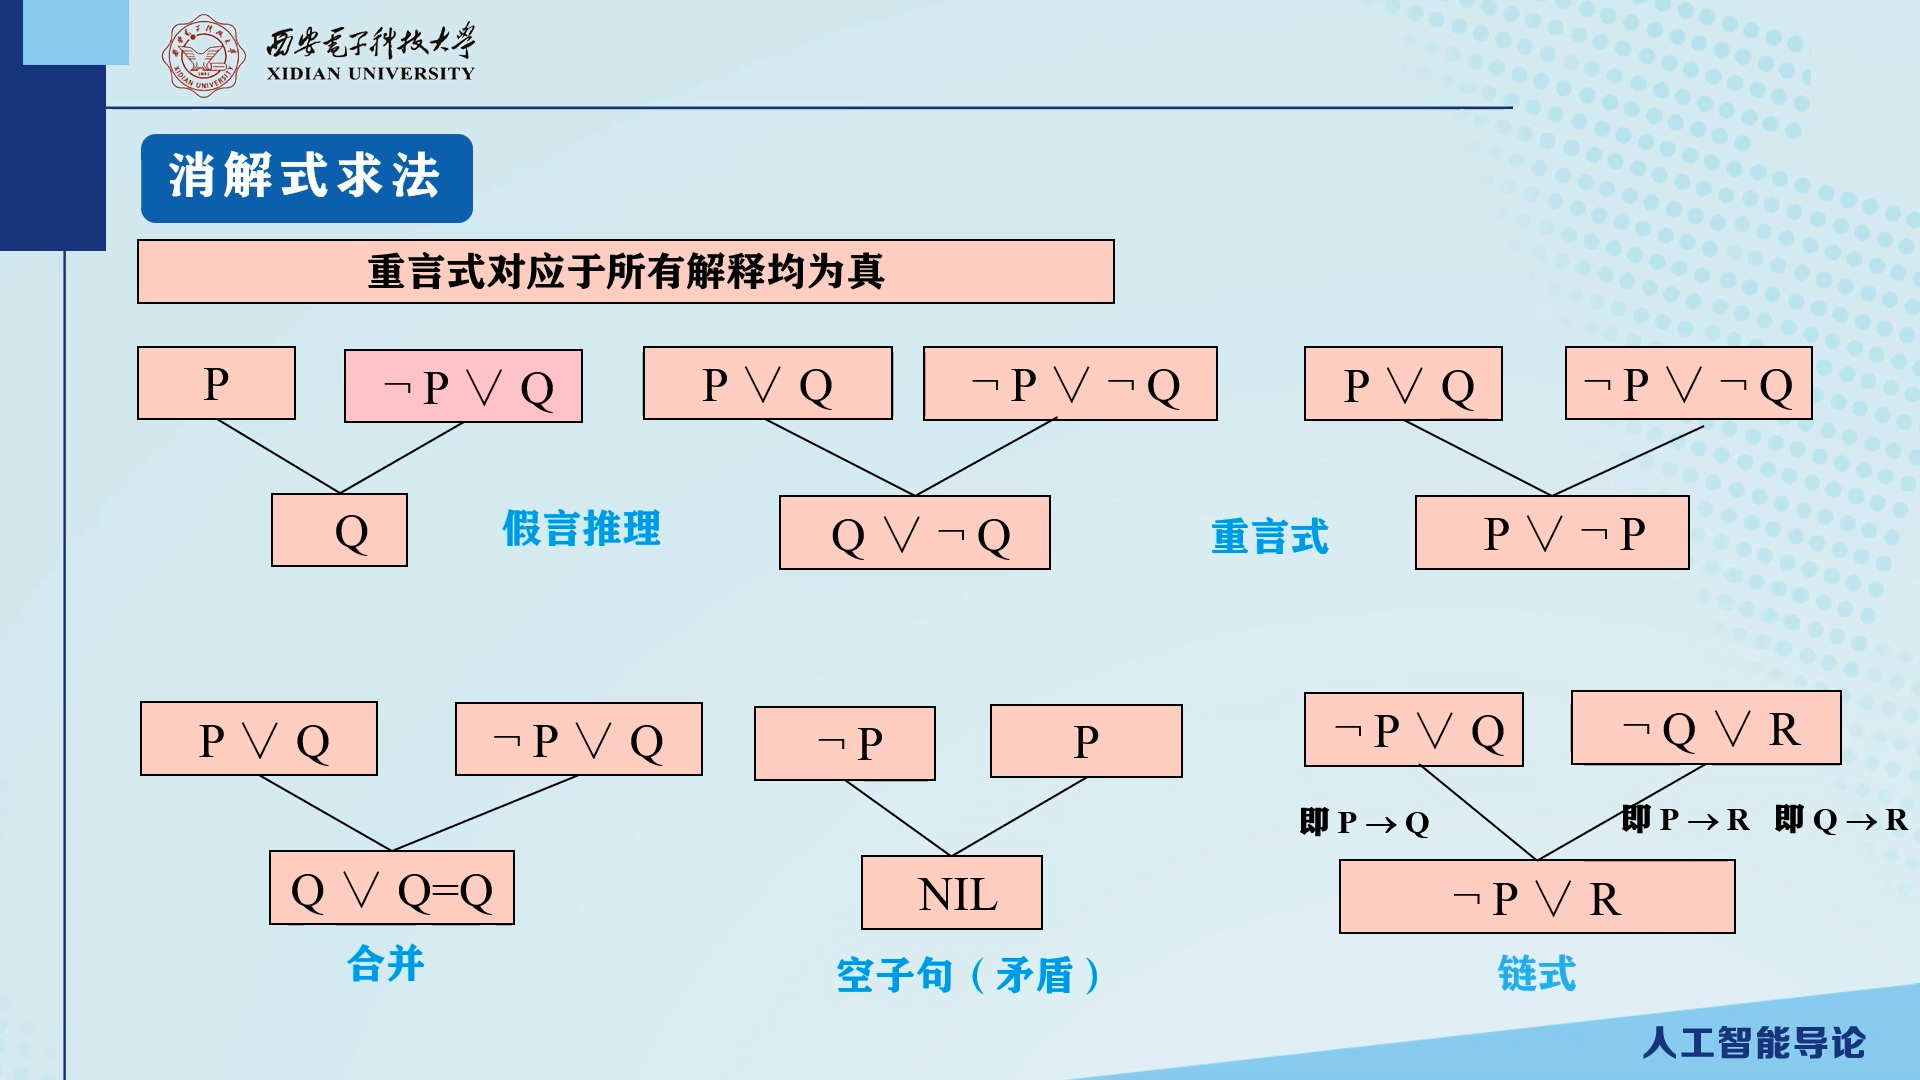 西安电子科技大学
XIDIAN UNIVERSITY
消解式求法
重言式对应于所有解释均为真
P
¬ P ∨ Q
P ∨ Q
¬ P ∨ ¬ Q
P ∨ Q
¬ P ∨ ¬ Q
Q
假言推理
Q ∨ ¬ Q
重言式
P ∨ ¬ P
P ∨ Q
¬ P ∨ Q
¬ P
P
¬ P ∨ Q
¬ Q ∨ R
即 P → Q
即 P → R
即 Q → R
Q ∨ Q=Q
NIL
¬ P ∨ R
合并
空子句（矛盾）
链式
人工智能导论